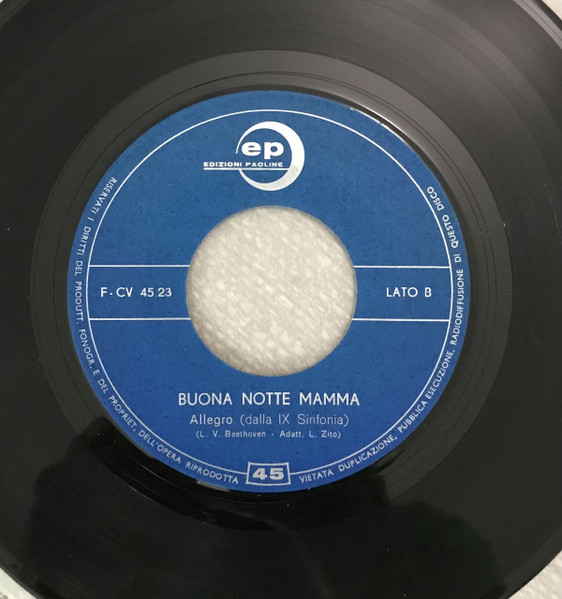 ep
EDIZIONI PAOLINE
RISERVATI I DIRITTI DEL PRODUTT. FONOGR. E DEL PROPRIET. DELL'OPERA RIPRODOTTA
VIETATA DUPLICAZIONE, PUBBLICA ESECUZIONE, RADIODIFFUSIONE DI QUESTO DISCO
F-CV 45.23
LATO B
BUONA NOTTE MAMMA
Allegro (dalla IX Sinfonia)
(L. V. Beethoven - Adatt. L. Zito)
45